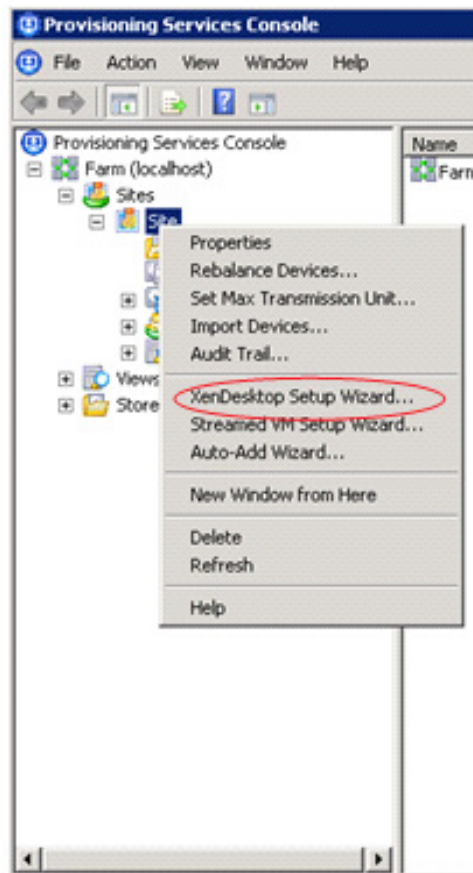 Provisioning Services Console
File Action View Window Help
Provisioning Services Console
Name
Farm (localhost)
Farm
Sites
Site
Properties
Rebalance Devices...
Set Max Transmission Unit...
Import Devices...
Audit Trail...
Views
XenDesktop Setup Wizard...
Store
Streamed VM Setup Wizard...
Auto-Add Wizard...
New Window from Here
Delete
Refresh
Help